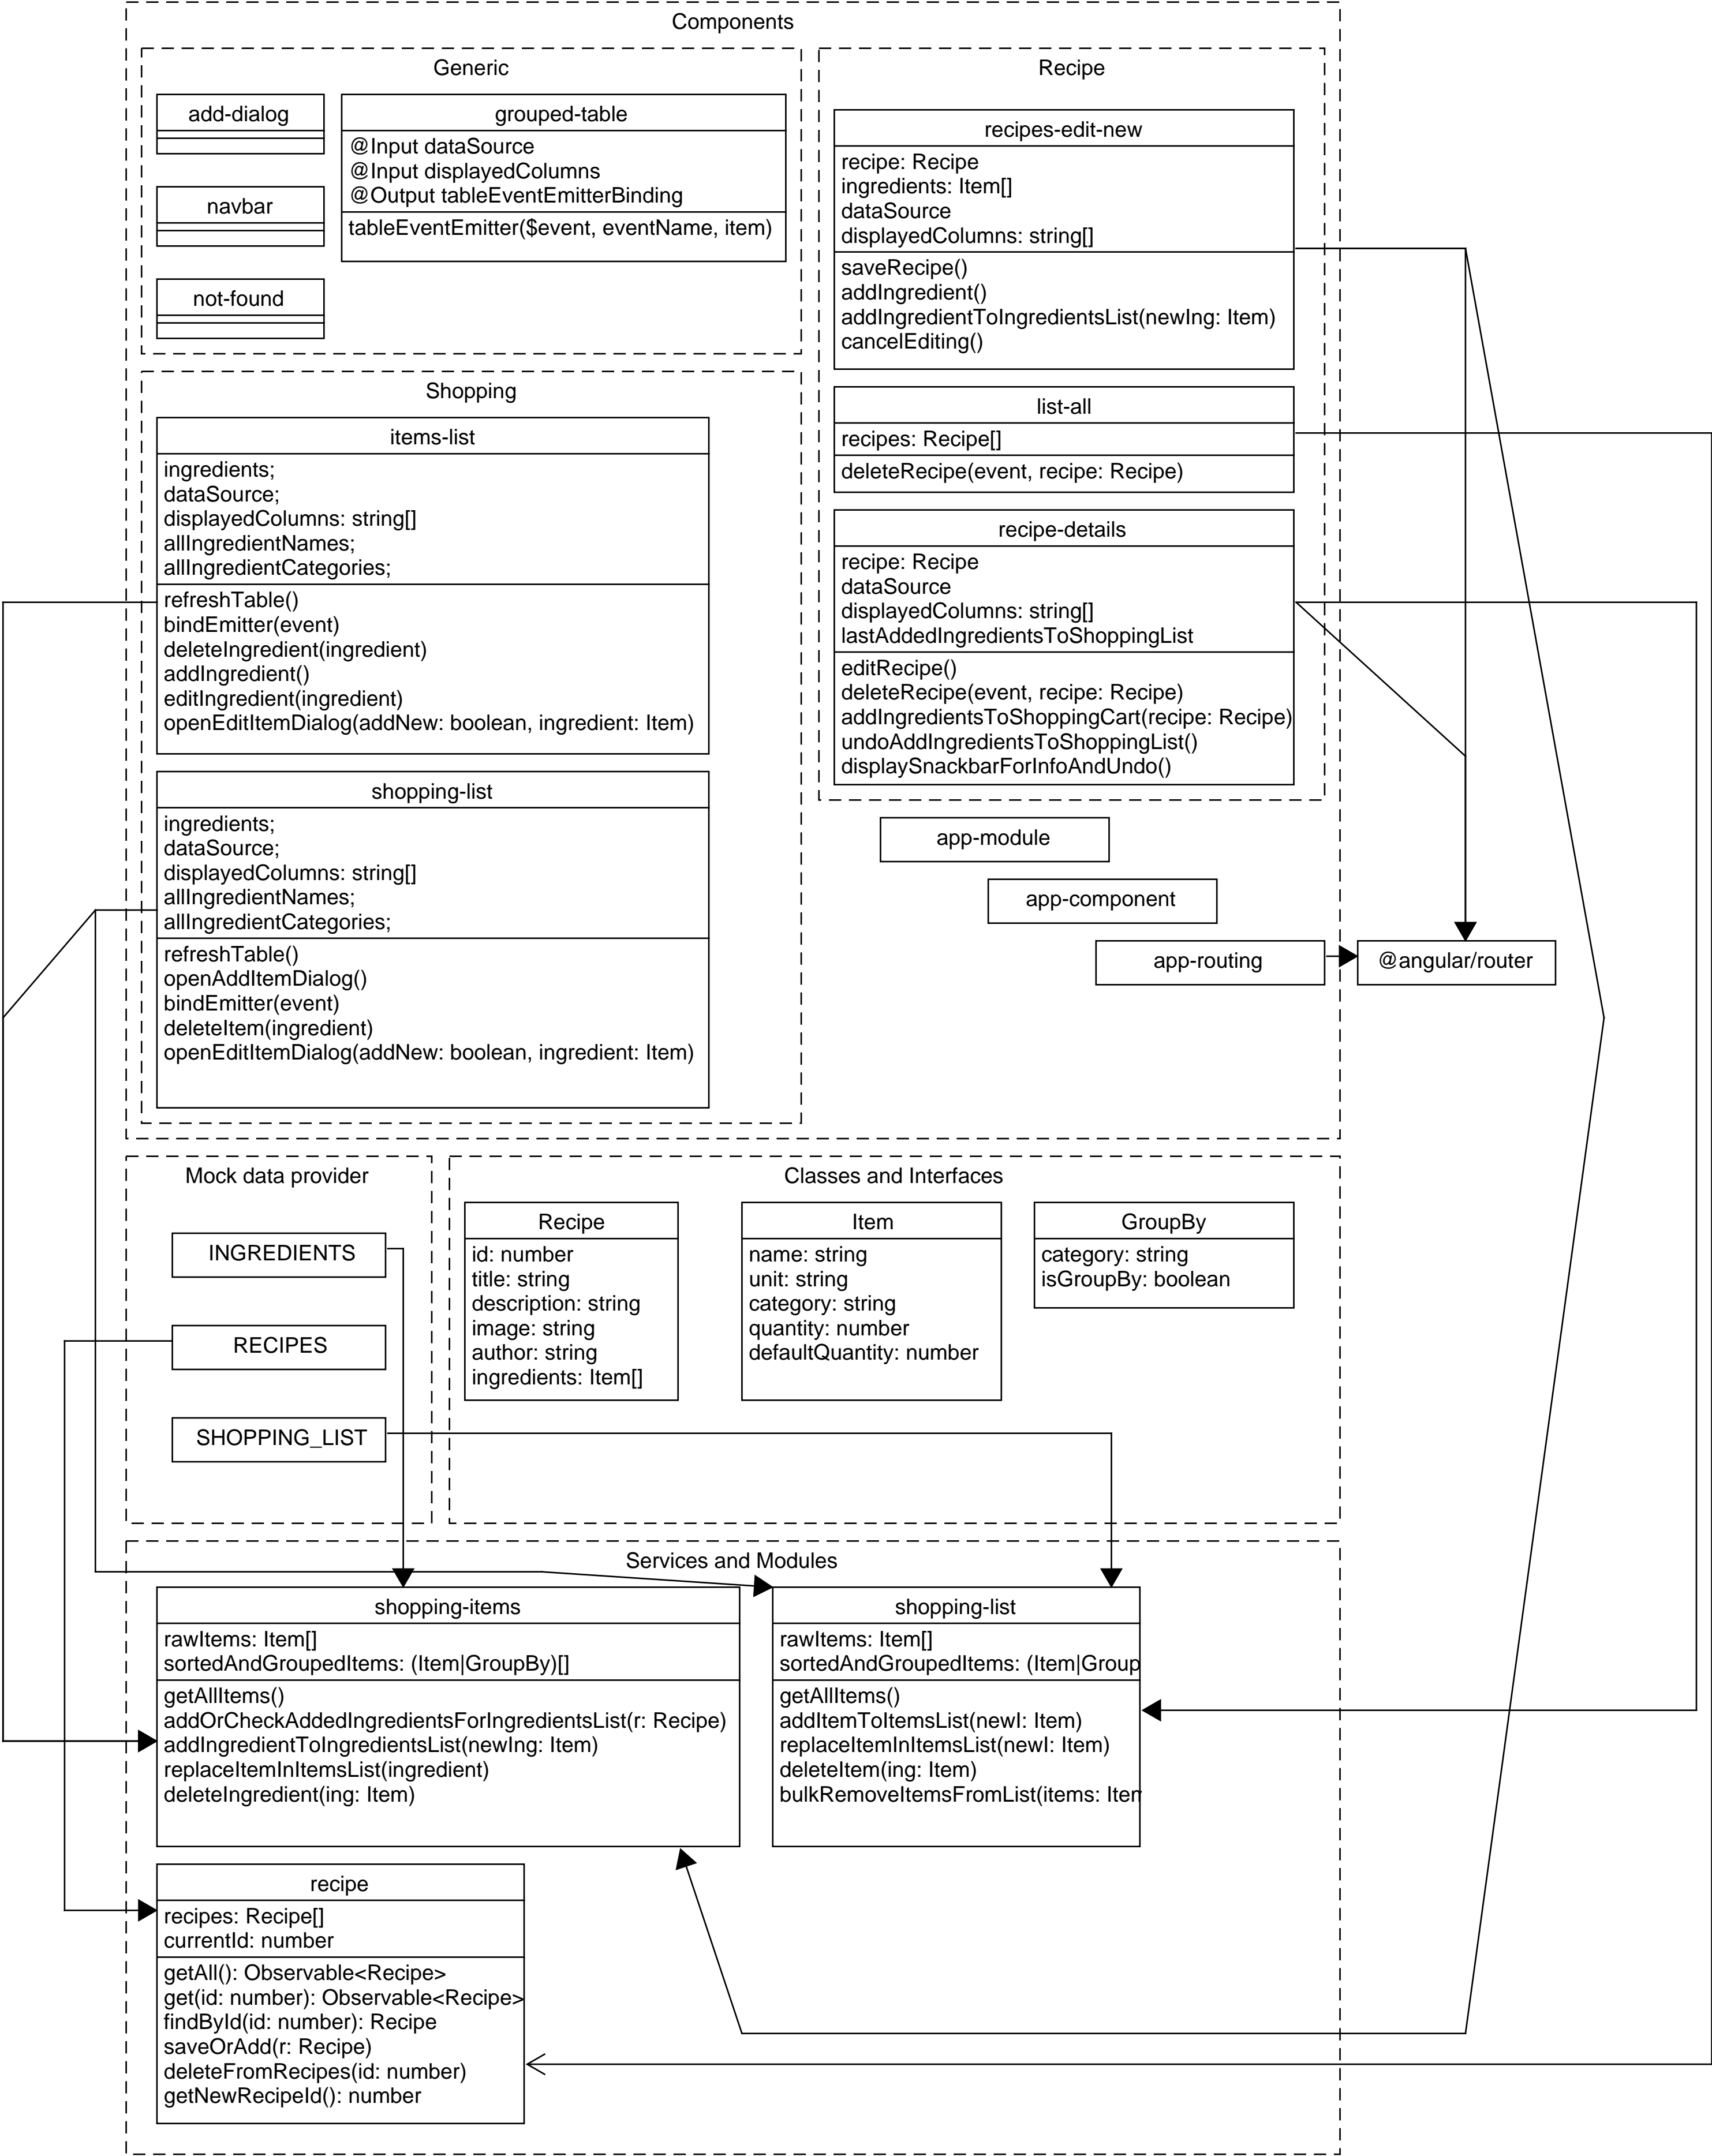 Components
Generic
add-dialog
navbar
not-found
grouped-table
@Input dataSource
@Input displayedColumns
@Output tableEventEmitterBinding
tableEventEmitter($event, eventName, item)
Shopping
items-list
ingredients;
dataSource;
displayedColumns: string[]
allIngredientNames;
allIngredientCategories;
refreshTable()
bindEmitter(event)
deleteIngredient(ingredient)
addIngredient()
editIngredient(ingredient)
openEditItemDialog(addNew: boolean, ingredient: Item)
shopping-list
ingredients;
dataSource;
displayedColumns: string[]
allIngredientNames;
allIngredientCategories;
refreshTable()
openAddItemDialog()
bindEmitter(event)
deleteItem(ingredient)
openEditItemDialog(addNew: boolean, ingredient: Item)
Recipe
recipes-edit-new
recipe: Recipe
ingredients: Item[]
dataSource
displayedColumns: string[]
saveRecipe()
addIngredient()
addIngredientToIngredientsList(newIng: Item)
cancelEditing()
list-all
recipes: Recipe[]
deleteRecipe(event, recipe: Recipe)
recipe-details
recipe: Recipe
dataSource
displayedColumns: string[]
lastAddedIngredientsToShoppingList
editRecipe()
deleteRecipe(event, recipe: Recipe)
addIngredientsToShoppingCart(recipe: Recipe)
undoAddIngredientsToShoppingList()
displaySnackbarForInfoAndUndo()
app-module
app-component
app-routing
@angular/router
Mock data provider
INGREDIENTS
RECIPES
SHOPPING_LIST
Classes and Interfaces
Recipe
id: number
title: string
description: string
image: string
author: string
ingredients: Item[]
Item
name: string
unit: string
category: string
quantity: number
defaultQuantity: number
GroupBy
category: string
isGroupBy: boolean
Services and Modules
shopping-items
rawItems: Item[]
sortedAndGroupedItems: (Item|GroupBy)[]
getAllItems()
addOrCheckAddedIngredientsForIngredientsList(r: Recipe)
addIngredientToIngredientsList(newIng: Item)
replaceItemInItemsList(ingredient)
deleteIngredient(ing: Item)
shopping-list
rawItems: Item[]
sortedAndGroupedItems: (Item|Group
getAllItems()
addItemToItemsList(newI: Item)
replaceItemInItemsList(newI: Item)
deleteItem(ing: Item)
bulkRemoveItemsFromList(items:
recipe
recipes: Recipe[]
currentId: number
getAll(): Observable<Recipe>
get(id: number): Observable<Recipe>
findById(id: number): Recipe
saveOrAdd(r: Recipe)
deleteFromRecipes(id: number)
getNewRecipeId(): number